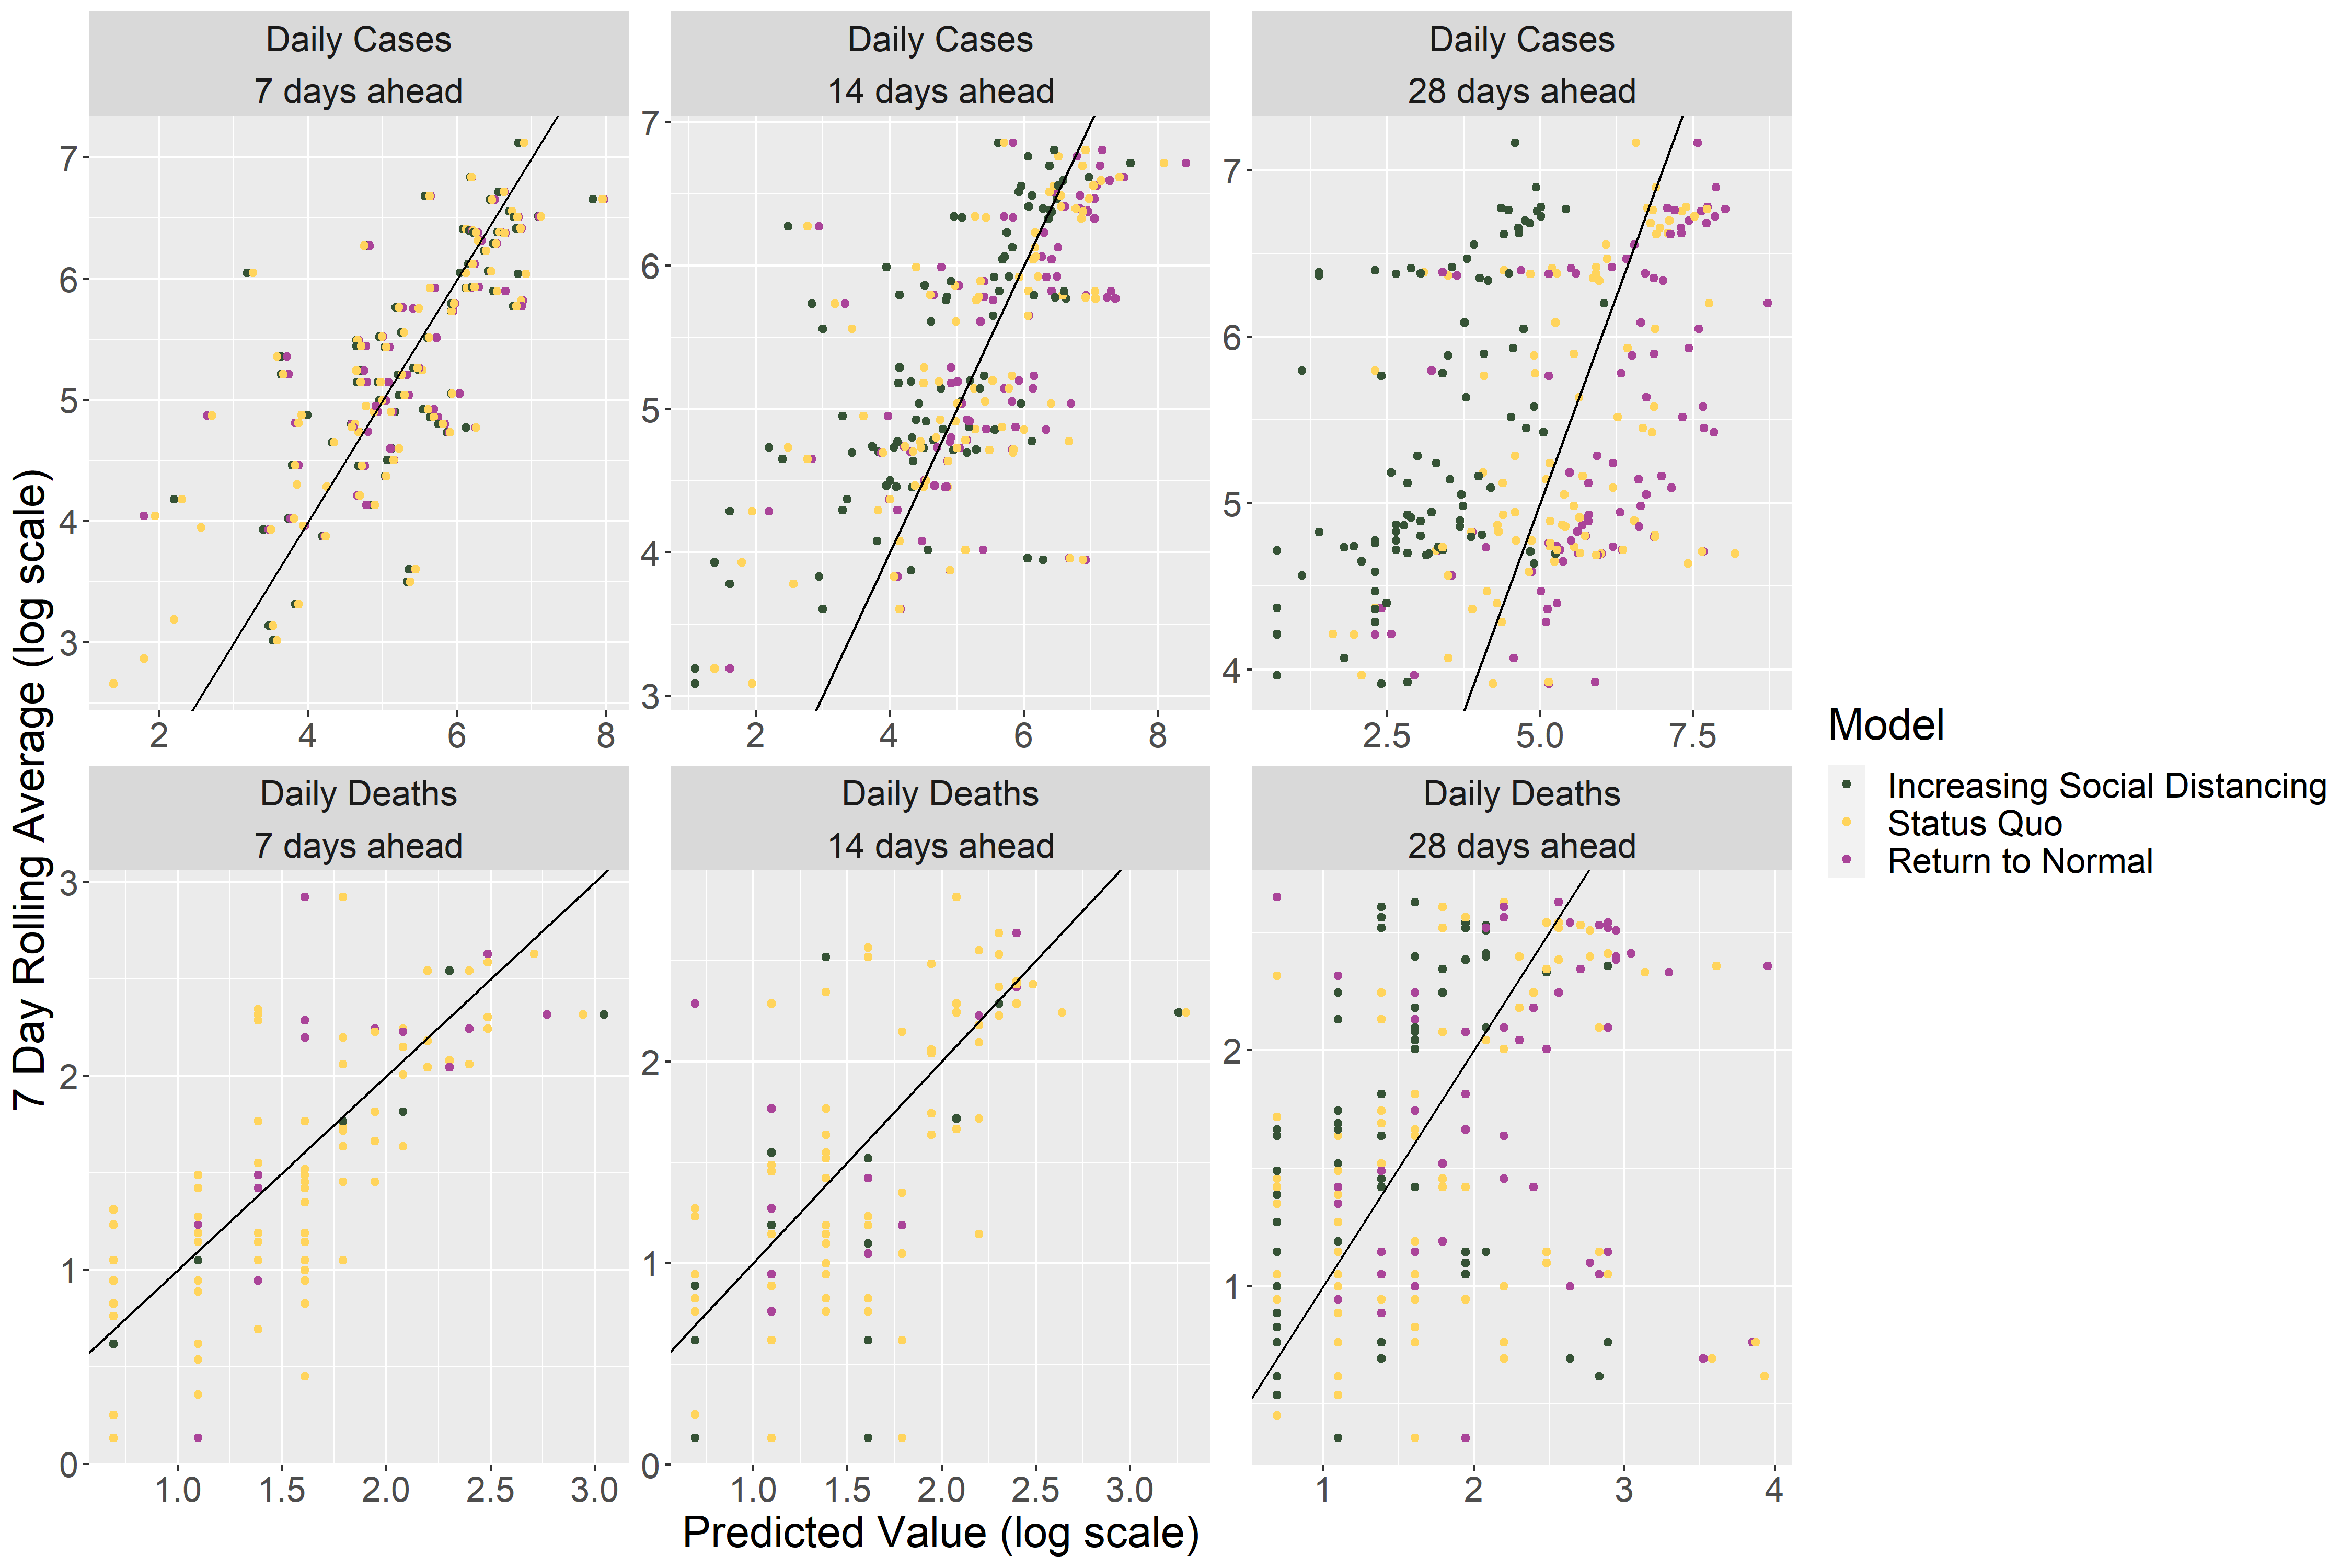 Daily Cases
7 days ahead
Daily Cases
14 days ahead
Daily Cases
28 days ahead
7
6
5
4
3
2
4
6
8
7
6
5
4
3
2
4
6
8
7
6
5
4
2.5
5.0
7.5
Daily Deaths
7 days ahead
Daily Deaths
14 days ahead
Daily Deaths
28 days ahead
3
2
1
0
1.0
1.5
2.0
2.5
3.0
2
1
0
1.0
1.5
2.0
2.5
3.0
2
1
1
2
3
4
7 Day Rolling Average (log scale)
Predicted Value (log scale)
Model
Increasing Social Distancing
Status Quo
Return to Normal